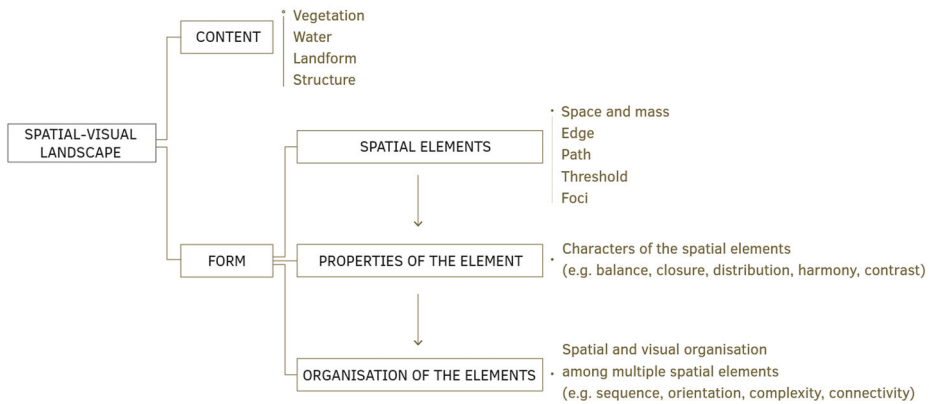 Vegetation
Water
Landform
Structure
CONTENT
SPATIAL-VISUAL
LANDSCAPE
FORM
SPATIAL ELEMENTS
Space and mass
Edge
Path
Threshold
Foci
PROPERTIES OF THE ELEMENT
Characters of the spatial elements
(e.g. balance, closure, distribution, harmony, contrast)
ORGANISATION OF THE ELEMENTS
Spatial and visual organisation
among multiple spatial elements
(e.g. sequence, orientation, complexity, connectivity)